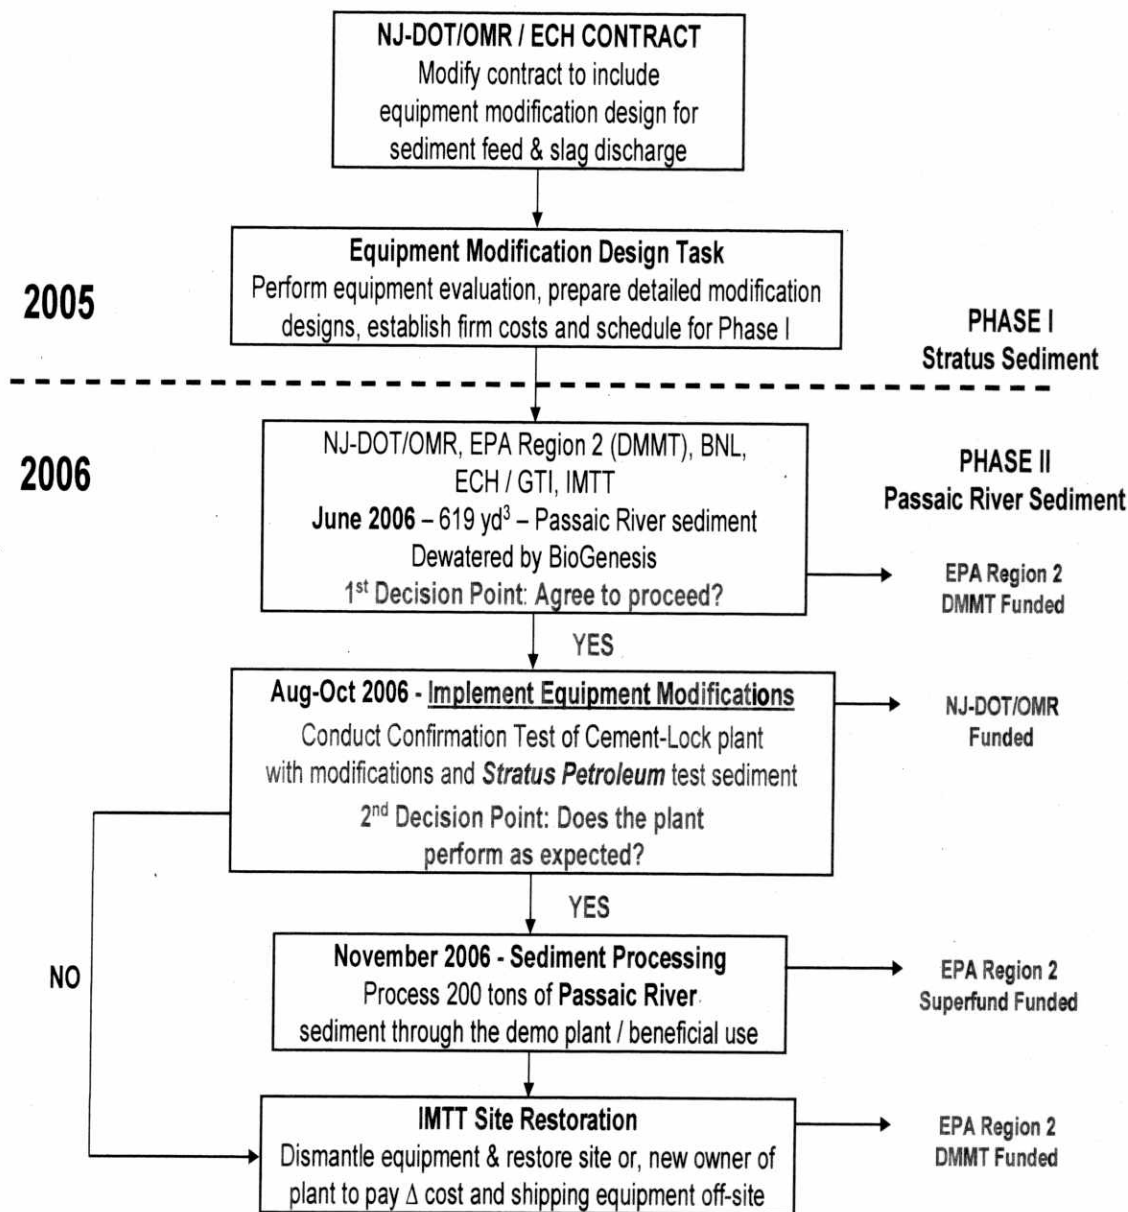 NJ-DOT/OMR / ECH CONTRACT
Modify contract to include
equipment modification design for
sediment feed & slag discharge
Equipment Modification Design Task
Perform equipment evaluation, prepare detailed modification
designs, establish firm costs and schedule for Phase I
2005
PHASE I
Stratus Sediment
2006
NJ-DOT/OMR, EPA Region 2 (DMMT), BNL,
ECH / GTI, IMTT
June 2006 – 619 yd³ – Passaic River sediment
Dewatered by BioGenesis
1st Decision Point: Agree to proceed?
PHASE II
Passaic River Sediment
EPA Region 2
DMMT Funded
YES
Aug-Oct 2006 - Implement Equipment Modifications
Conduct Confirmation Test of Cement-Lock plant
with modifications and Stratus Petroleum test sediment
2nd Decision Point: Does the plant
perform as expected?
NJ-DOT/OMR
Funded
YES
NO
November 2006 - Sediment Processing
Process 200 tons of Passaic River
sediment through the demo plant / beneficial use
EPA Region 2
Superfund Funded
IMTT Site Restoration
Dismantle equipment & restore site or, new owner of
plant to pay Δ cost and shipping equipment off-site
EPA Region 2
DMMT Funded